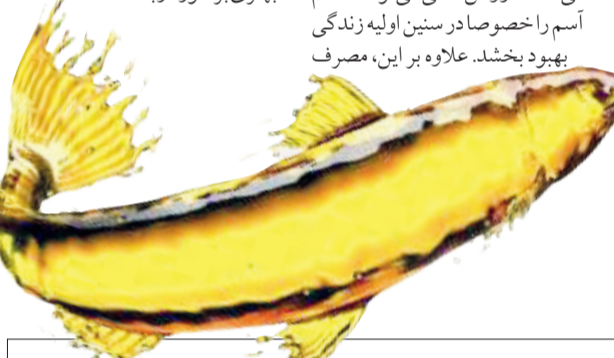 آسم را خصوصا در سنین اولیه زندگی
بهبود بخشد. علاوه بر این، مصرف